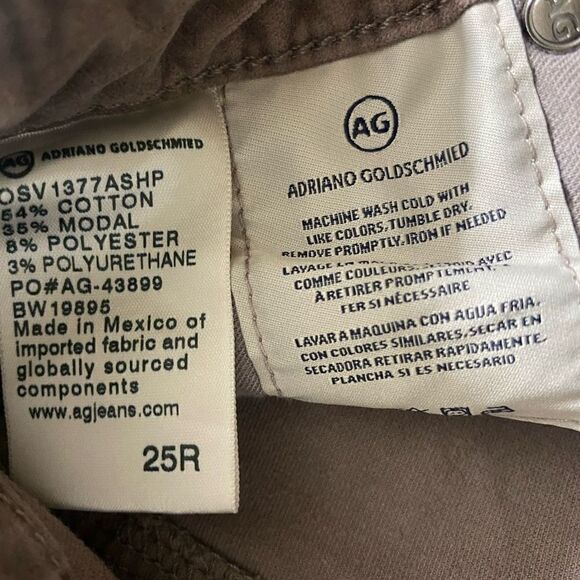 AG ADRIANO GOLDSCHMIED
OSV1377ASHP
54% COTTON
35% MODAL
8% POLYESTER
3% POLYURETHANE
PO#AG-43899
BW19895
Made in Mexico of
imported fabric and
globally sourced
components
www.agjeans.com
25R
AG
ADRIANO GOLDSCHMIED
MACHINE WASH COLD WITH
LIKE COLORS, TUMBLE DRY.
REMOVE PROMPTLY. IRON IF NEEDED
LAVAGE
COMME COULEURS. AVEC
À RETIRER PROMPTEMENT.
FER SI NÉCESSAIRE
LAVAR A MAQUINA CON AGUA FRIA.
CON COLORES SIMILARES, SECAR EN
SECADORA RETIRAR RAPIDAMENTE.
PLANCHA SI ES NECESARIO